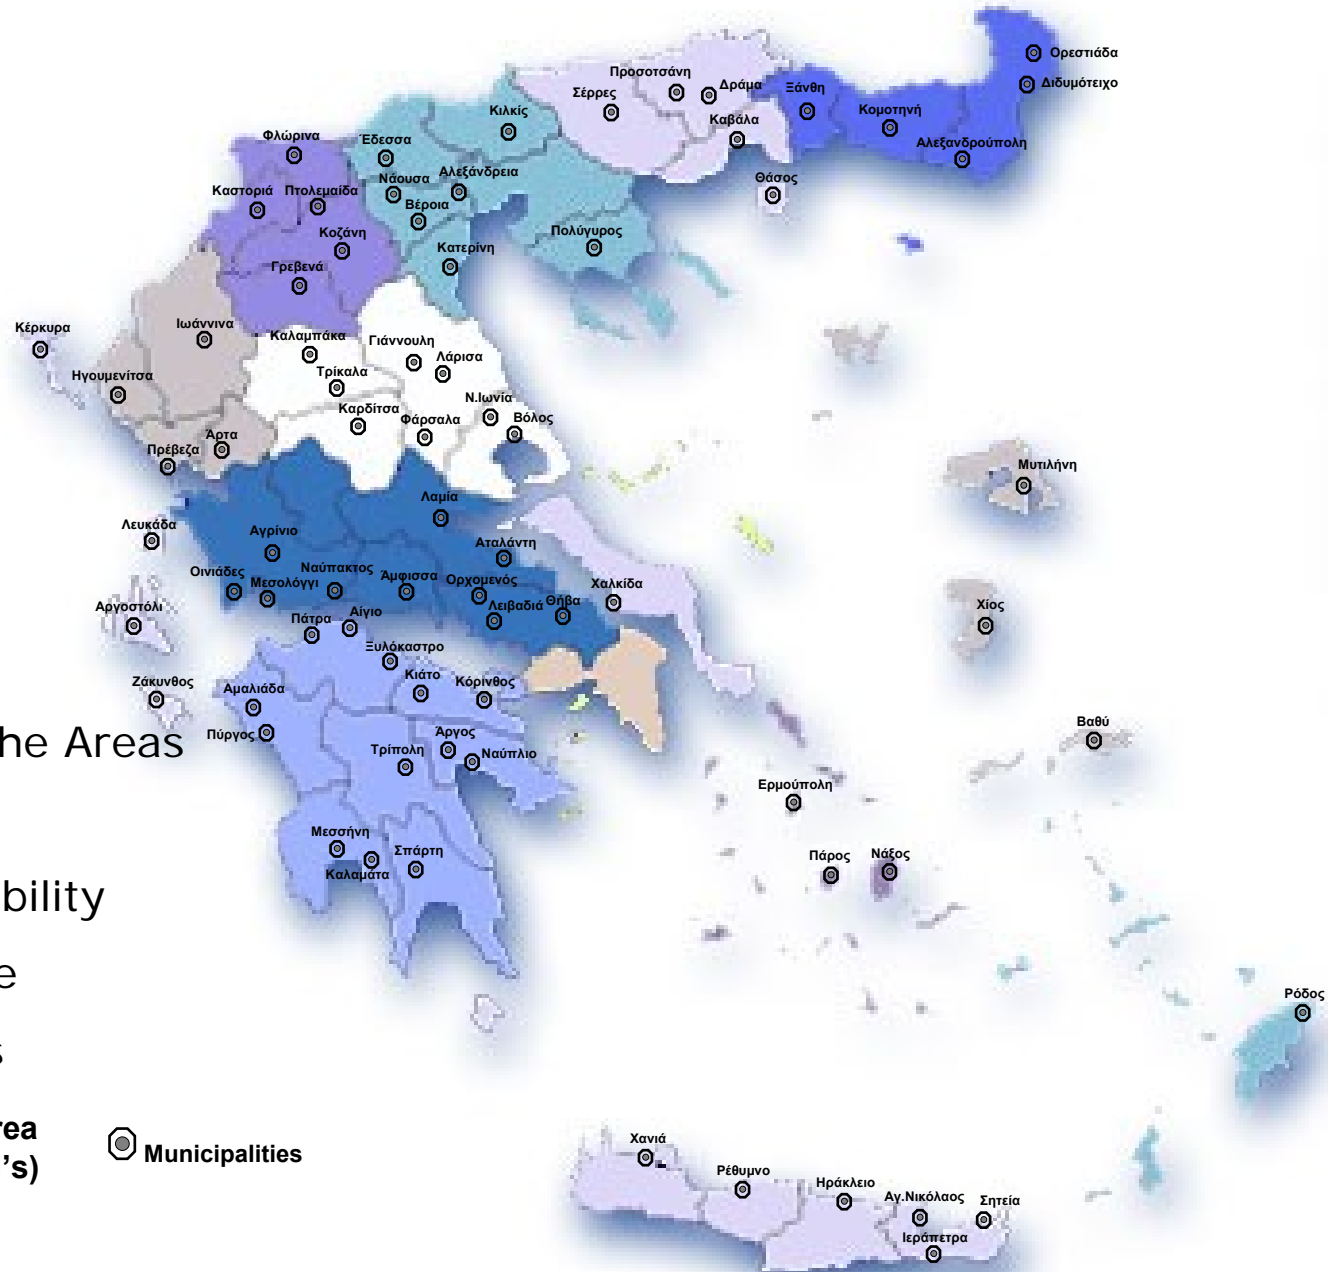 Ορεστιάδα
Προσοτσάνη
Διδυμότειχο
Δράμα
Ξάνθη
Σέρρες
Κιλκίς
Κομοτηνή
Καβάλα
Φλώρινα
Έδεσσα
Αλεξανδρούπολη
Νάουσα
Αλεξάνδρεια
Θάσος
Καστοριά
Πτολεμαίδα
Βέροια
Κοζάνη
Πολύγυρος
Κατερίνη
Γρεβενά
Ιωάννινα
Κέρκυρα
Καλαμπάκα
Γιάννουλη
Λάρισα
Ηγουμενίτσα
Τρίκαλα
Ν.Ιωνία
Καρδίτσα
Φάρσαλα
Βόλος
Άρτα
Πρέβεζα
Μυτιλήνη
Λαμία
Λευκάδα
Αγρίνιο
Αταλάντη
Οινιάδες
Ναύπακτος
Άμφισσα
Ορχομενός
Χαλκίδα
Μεσολόγγι
Θήβα
Αργοστόλι
Αίγιο
Λειβαδιά
Χίος
Πάτρα
Ξυλόκαστρο
Κιάτο
Κόρινθος
Ζάκυνθος
Αμαλιάδα
Βαθύ
Πύργος
he Areas
Άργος
Τρίπολη
Ναύπλιο
Ερμούπολη
Μεσσήνη
Σπάρτη
Πάρος
Νάξος
Καλαμάτα
bility
e
s
Ρόδος
rea
Municipalities
's)
Χανιά
Ρέθυμνο
Ηράκλειο
Αγ.Νικόλαος
Σητεία
Ιεράπετρα